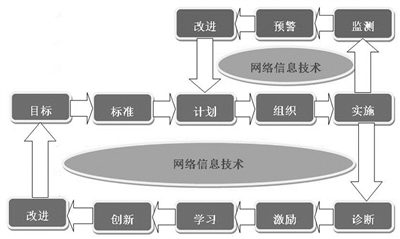 改进 预警 监测
网络信息技术
目标 标准 计划 组织 实施
网络信息技术
改进 创新 学习 激励 诊断